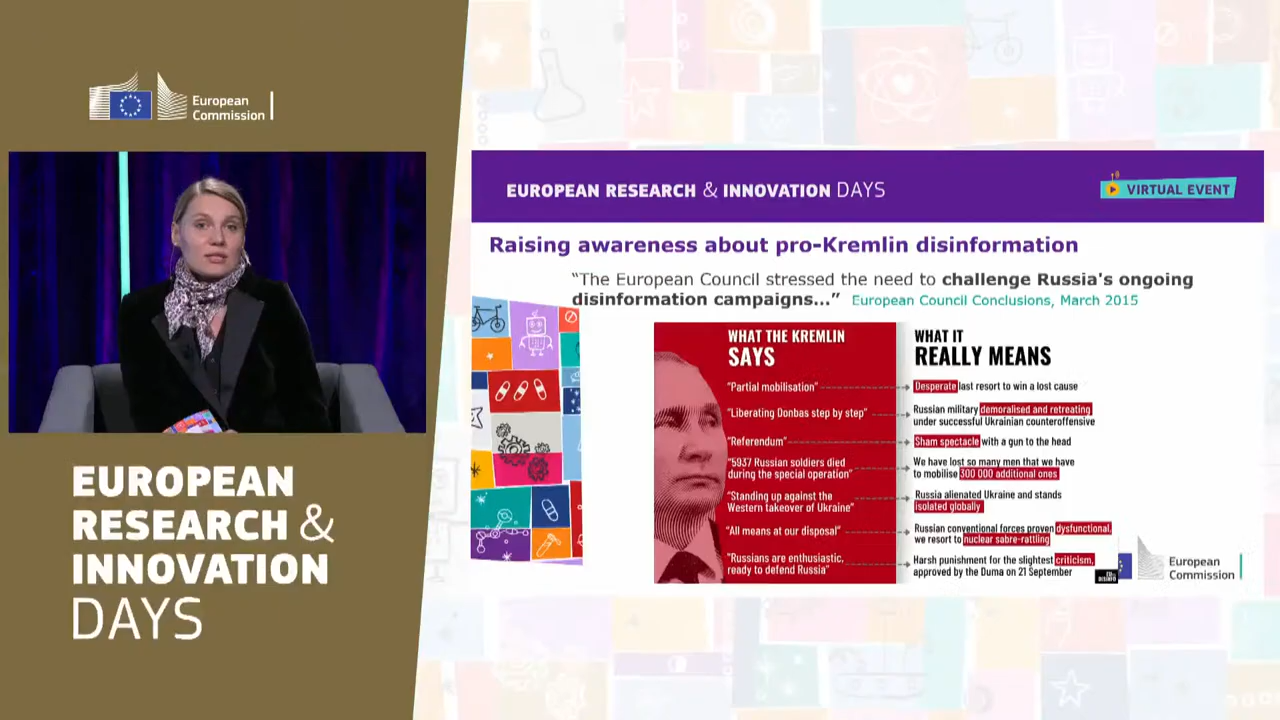 European
Commission
EUROPEAN
RESEARCH &
INNOVATION
DAYS
EUROPEAN RESEARCH & INNOVATION DAYS
VIRTUAL EVENT
Raising awareness about pro-Kremlin disinformation
“The European Council stressed the need to challenge Russia's ongoing
disinformation campaigns...” European Council Conclusions, March 2015
WHAT THE KREMLIN
SAYS
"Partial mobilisation"
"Liberating Donbas step by step"
"Referendum"
"5937 Russian soldiers died
during the special operation"
"Standing up against the
Western takeover of Ukraine"
"All means at our disposal"
"Russians are enthusiastic,
ready to defend Russia"
WHAT IT
REALLY MEANS
Desperate last resort to win a lost cause
Russian military demoralised and retreating
under successful Ukrainian counteroffensive
Sham spectacle with a gun to the head
We have lost so many men that we have
to mobilise 300 000 additional ones
Russia alienated Ukraine and stands
isolated globally
Russian conventional forces proven dysfunctional,
we resort to nuclear sabre-rattling
Harsh punishment for the slightest criticism,
approved by the Duma on 21 September
European
Commission